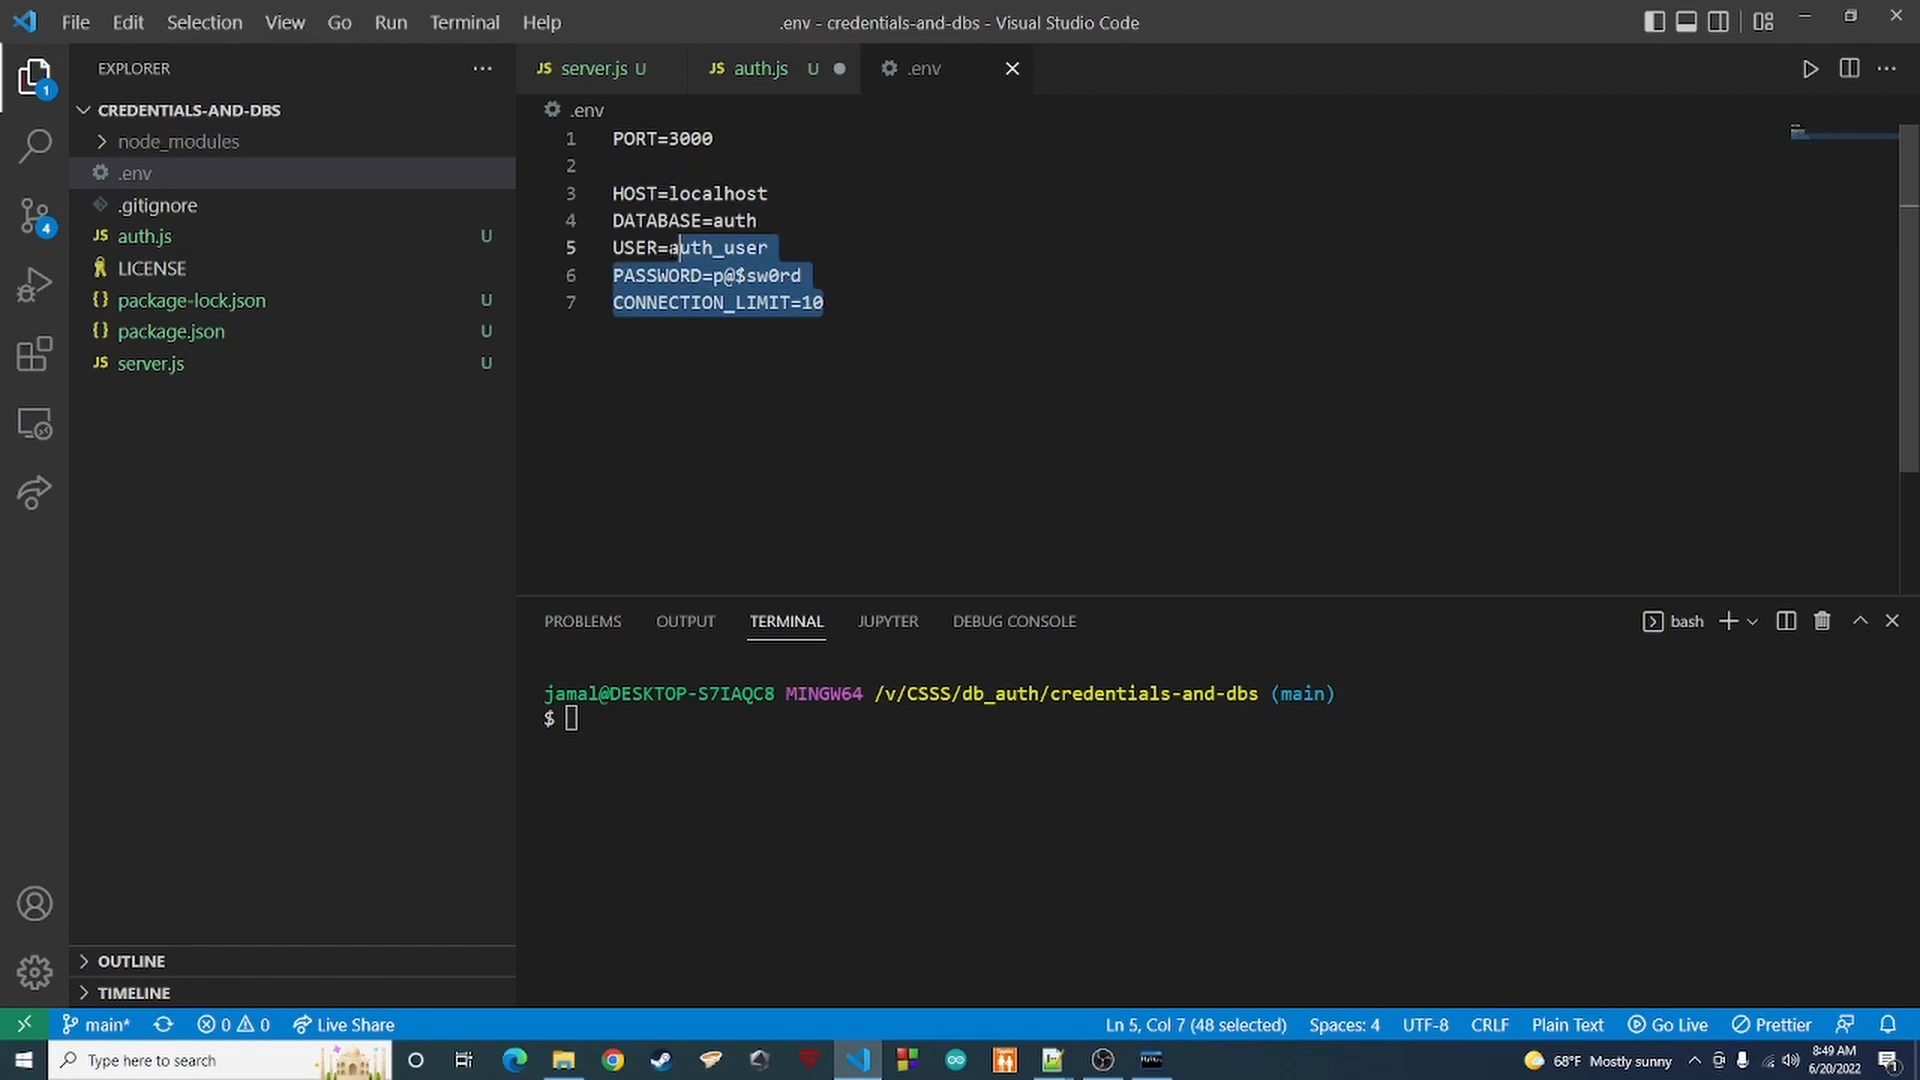 File Edit Selection View Go Run Terminal Help
.env - credentials-and-dbs - Visual Studio Code
EXPLORER
server.js U
auth.js U
.env
CREDENTIALS-AND-DBS
.env
node_modules
.env
.gitignore
auth.js U
LICENSE
package-lock.json U
package.json U
server.js U
1 PORT=3000
2
3 HOST=localhost
4 DATABASE=auth
5 USER=auth_user
6 PASSWORD=p@$sw0rd
7 CONNECTION_LIMIT=10
1
4
PROBLEMS OUTPUT TERMINAL JUPYTER DEBUG CONSOLE
bash
jamal@DESKTOP-S7IAQC8 MINGW64 /v/CSSS/db_auth/credentials-and-dbs (main)
$
OUTLINE
TIMELINE
main* 0 0 Live Share
Ln 5, Col 7 (48 selected) Spaces: 4 UTF-8 CRLF Plain Text Go Live Prettier
Type here to search
68°F Mostly sunny
8:49 AM
6/20/2022